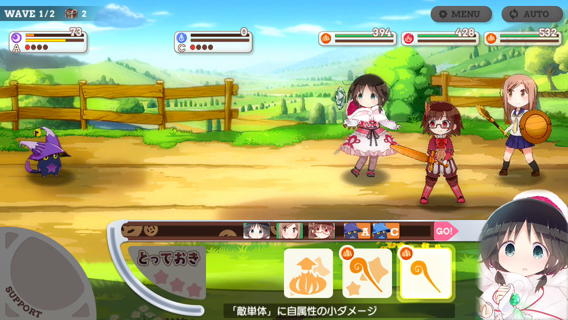 WAVE 1/2 2
MENU
AUTO
73
A
0
C
394
428
532
A C GO!
とっておき
SUPPORT
「敵単体」に自属性の小ダメージ